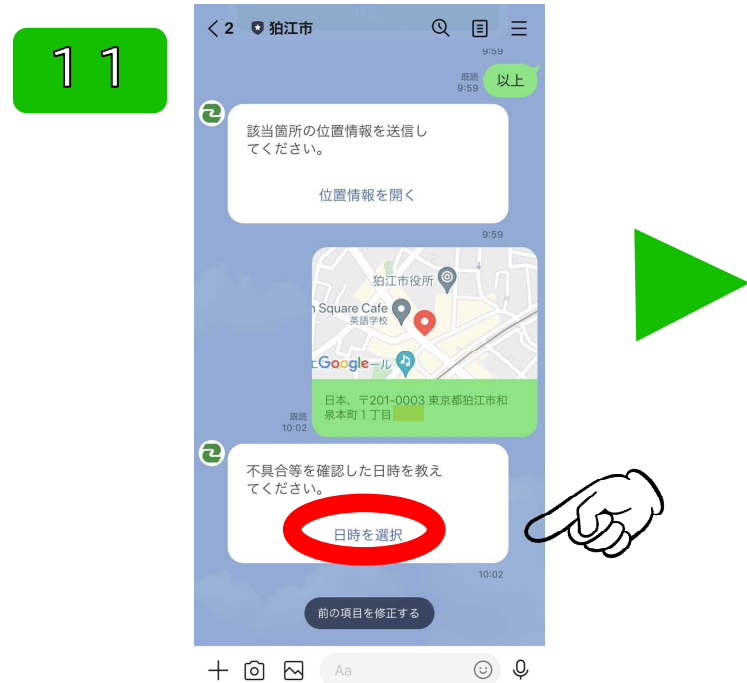 11
2 狛江市
9:59
既読
9:59
以上
該当箇所の位置情報を送信し
てください。
位置情報を開く
9:59
狛江市役所
n Square Cafe
英語学校
Google
ール
日本、〒201-0003 東京都狛江市和
泉本町1丁目
既読
10:02
不具合等を確認した日時を教え
てください。
日時を選択
10:02
前の項目を修正する
Aa